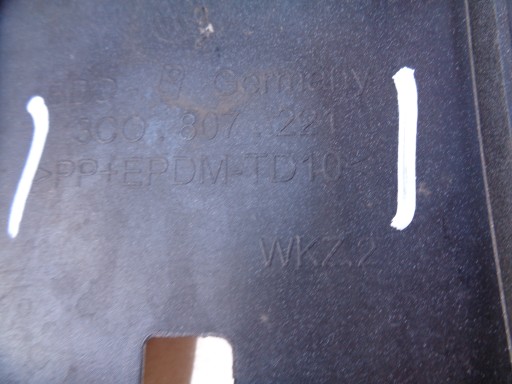 Germany
3C0.807.221
>PP+EPDM-TD10<
WKZ.2